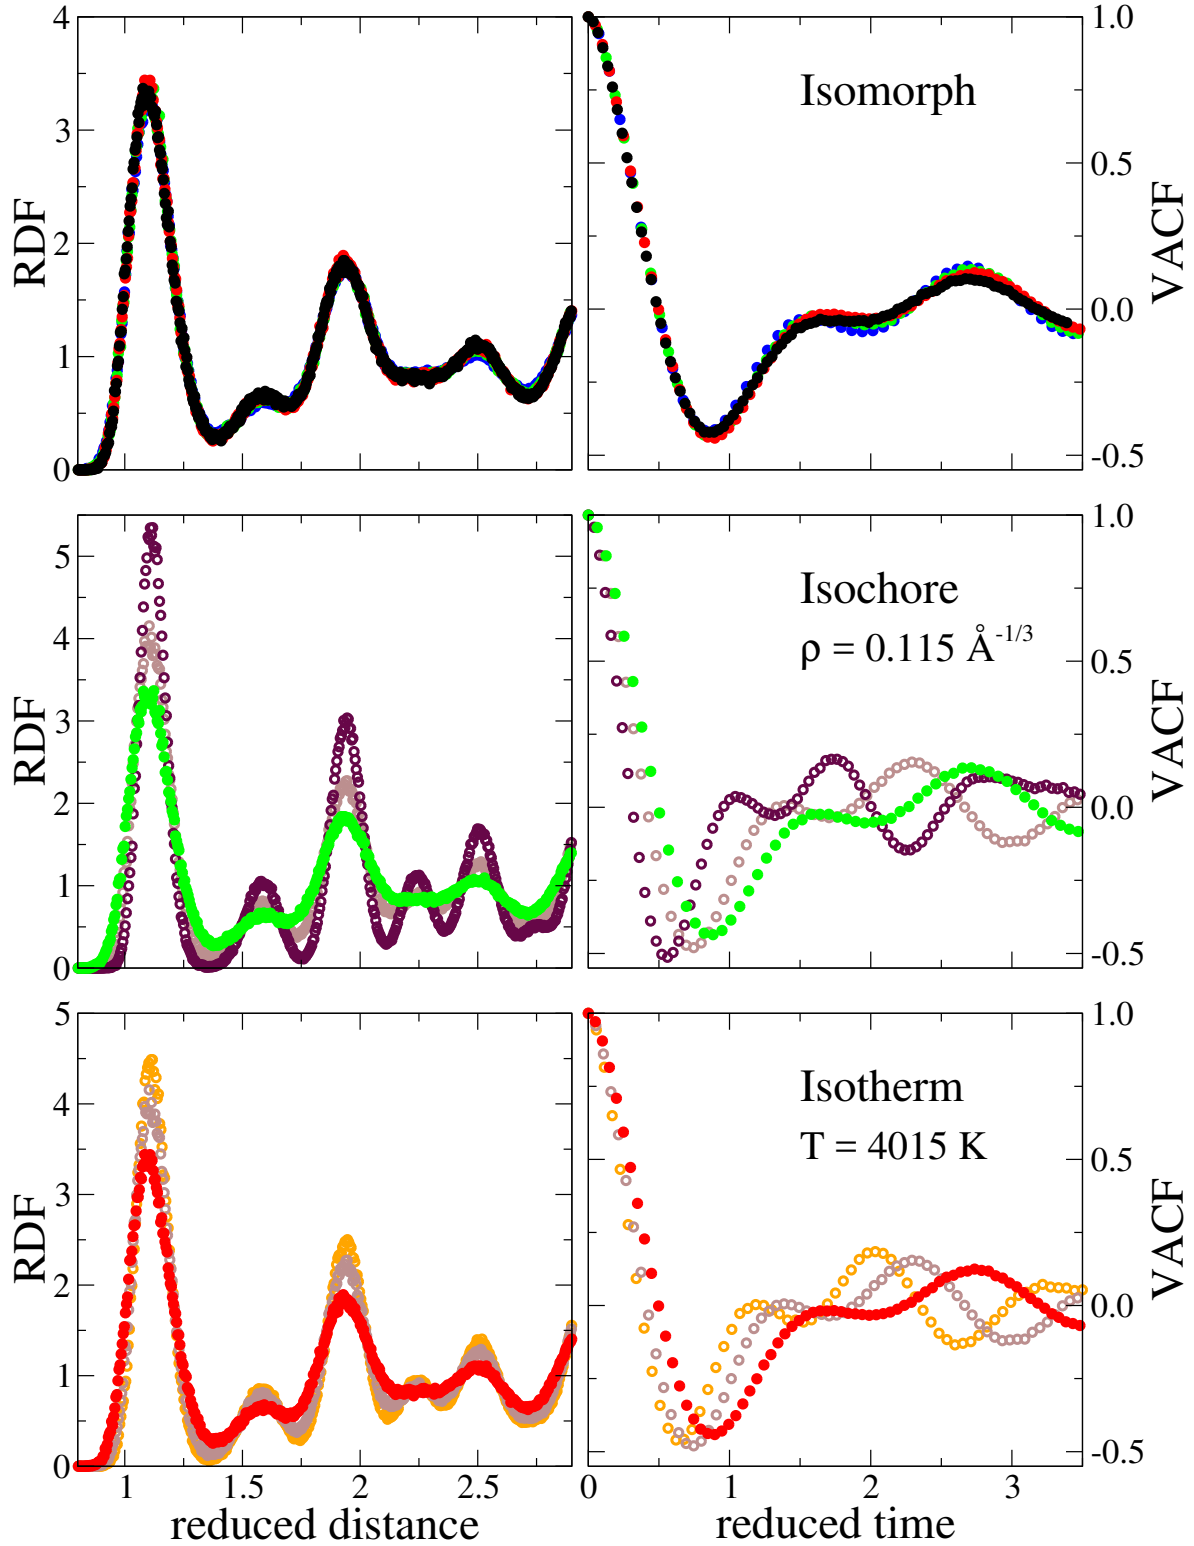 4
3
2
1
0
RDF
Isomorph
1.0
0.5
0.0
-0.5
VACF
5
4
3
2
1
0
RDF
Isochore
ρ = 0.115 Å^-1/3
1.0
0.5
0.0
-0.5
VACF
5
4
3
2
1
0
RDF
1 1.5 2 2.5
reduced distance
Isotherm
T = 4015 K
1.0
0.5
0.0
-0.5
VACF
0 1 2 3
reduced time